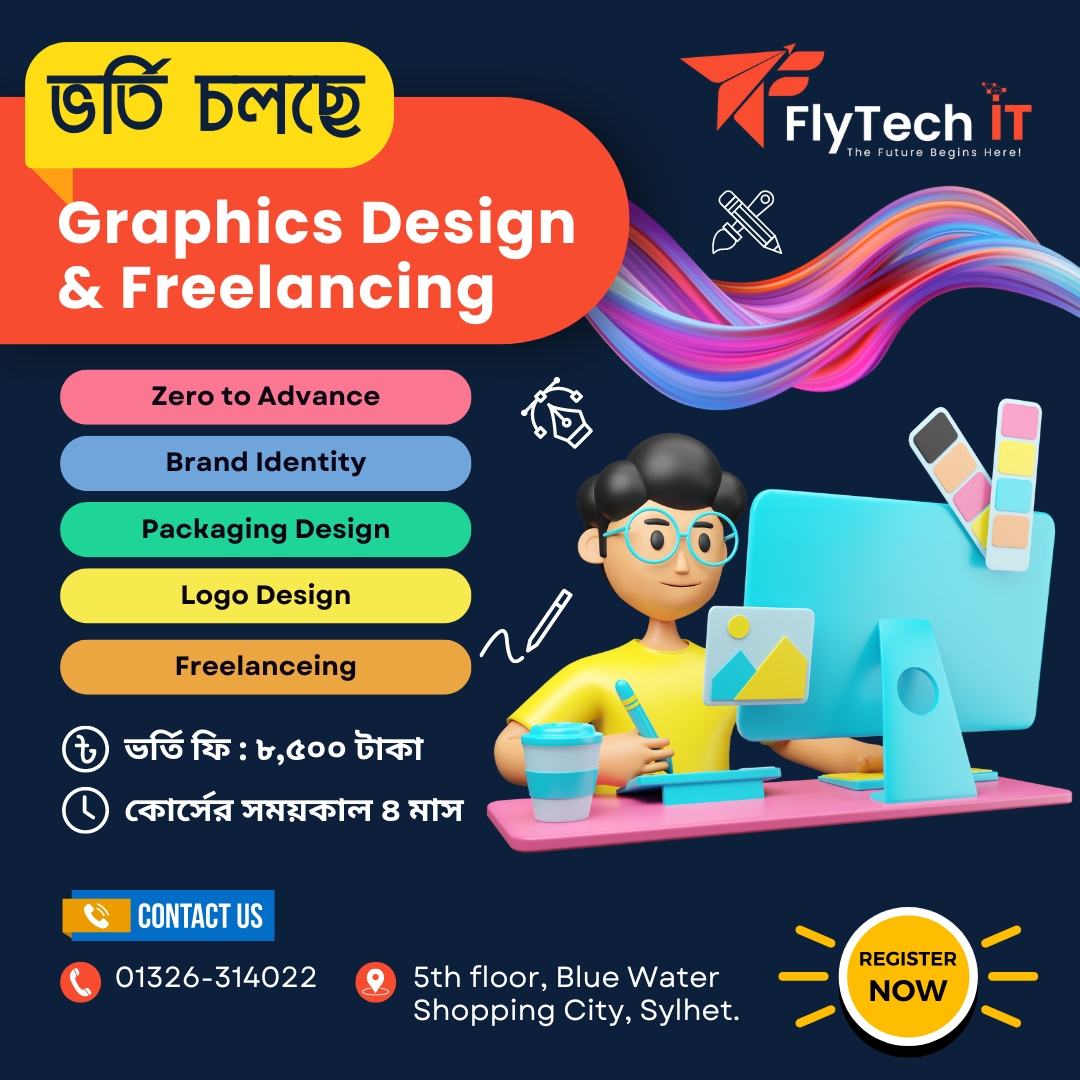 ভর্তি চলছে
FlyTech IT
The Future Begins Here!
Graphics Design
& Freelancing
Zero to Advance
Brand Identity
Packaging Design
Logo Design
Freelanceing
ভর্তি ফি : ৮,৫০০ টাকা
কোর্সের সময়কাল ৪ মাস
CONTACT US
01326-314022
5th floor, Blue Water
Shopping City, Sylhet.
REGISTER
NOW